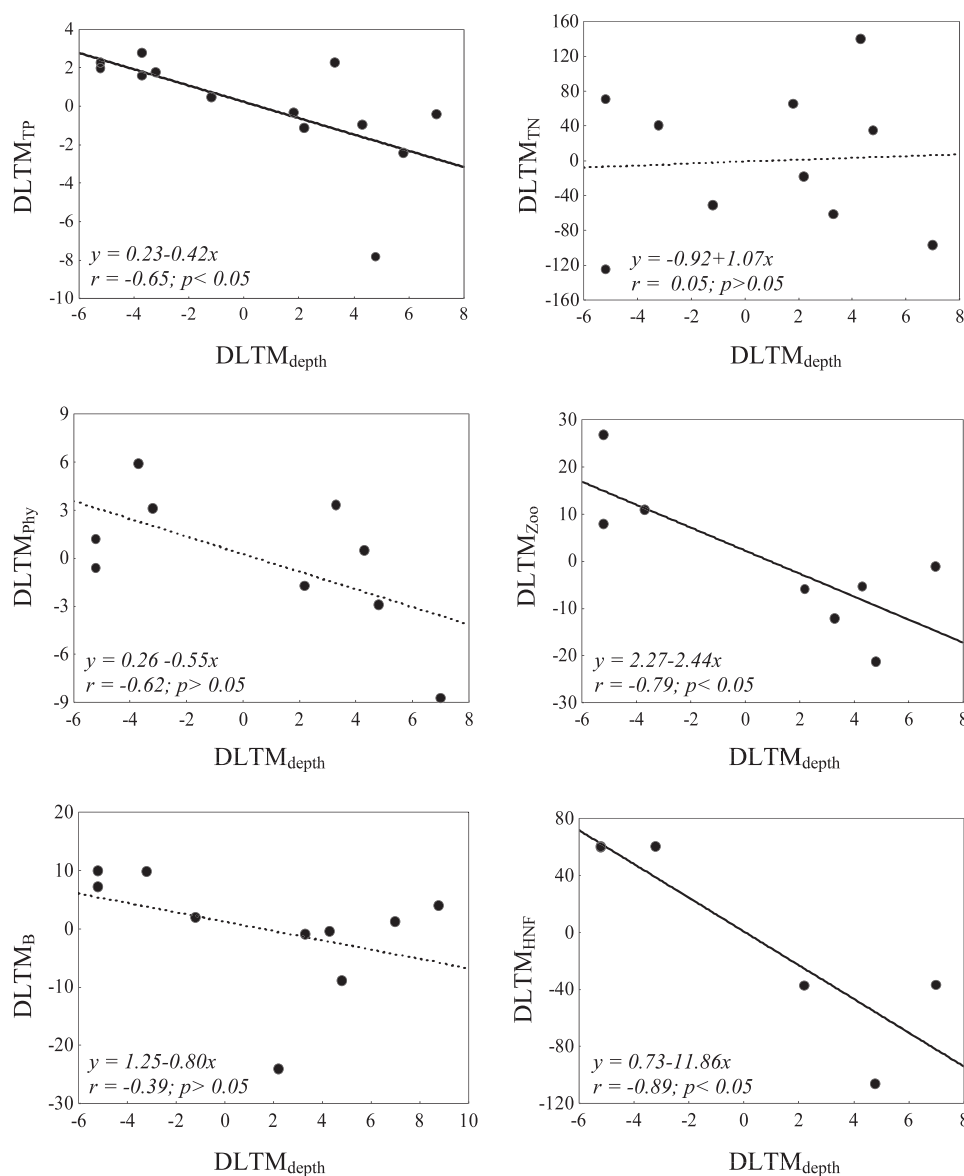 4
2
0
-2
-4
-6
-8
-10
-6 -4 -2 0 2 4 6 8
DLTM_TP
y = 0.23-0.42x
r = -0.65; p< 0.05
DLTM_depth
160
120
80
40
0
-40
-80
-120
-160
-6 -4 -2 0 2 4 6 8
DLTM_TN
y = -0.92+1.07x
r = 0.05; p>0.05
DLTM_depth
9
6
3
0
-3
-6
-9
-6 -4 -2 0 2 4 6 8
DLTM_Phy
y = 0.26 -0.55x
r = -0.62; p> 0.05
DLTM_depth
30
20
10
0
-10
-20
-30
-6 -4 -2 0 2 4 6 8
DLTM_Zoo
y = 2.27-2.44x
r = -0.79; p< 0.05
DLTM_depth
20
10
0
-10
-20
-30
-6 -4 -2 0 2 4 6 8 10
DLTM_B
y = 1.25-0.80x
r = -0.39; p> 0.05
DLTM_depth
80
40
0
-40
-80
-120
-6 -4 -2 0 2 4 6 8
DLTM_HNF
y = 0.73-11.86x
r = -0.89; p< 0.05
DLTM_depth